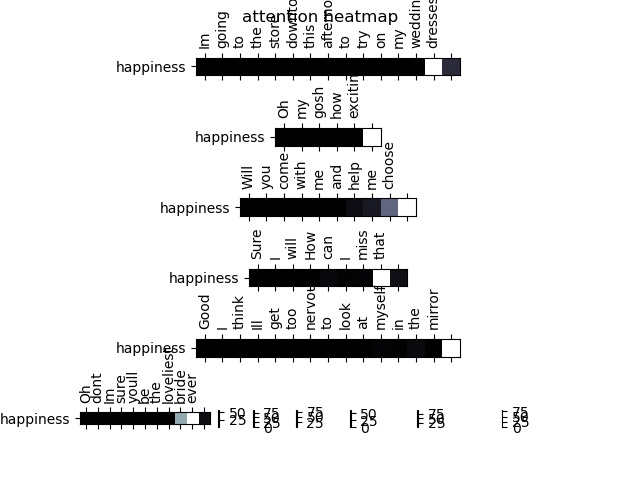 attention heatmap
Im going to the store this to try on my wedding dresses
happiness
Oh my gosh how exciting
happiness
Will you come with me and help me choose
happiness
Sure I will How can I miss that
happiness
Good I think Ill get too nervous to look at myself in the mirror
happiness
Oh dont Im sure youll be the loveliest bride ever
happiness
50 75 75 50 75 75
25 50 50 25 50 50
25 25 25 25
0 0 0